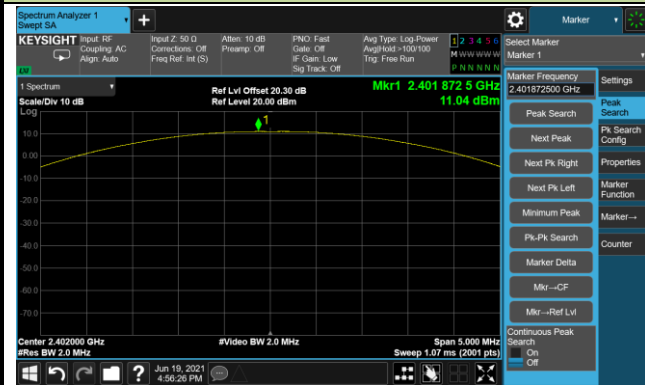 Spectrum Analyzer 1
Swept SA
Marker
KEYSIGHT
Input: RF
Coupling: AC
Align: Auto
Input Z: 50 Ω
Corrections: Off
Freq Ref: Int (S)
Atten: 10 dB
Preamp: Off
PNO: Fast
Gate: Off
IF Gain: Low
Sig Track: Off
Avg Type: Log-Power
Avg|Hold:>100/100
Trig: Free Run
1 2 3 4 5 6
M W W W W W
P N N N N N
Select Marker
Marker 1
1 Spectrum
Scale/Div 10 dB
Log
Ref Lvl Offset 20.30 dB
Ref Level 20.00 dBm
Mkr1 2.401 872 5 GHz
11.04 dBm
1
10.0
0.00
-10.0
-20.0
-30.0
-40.0
-50.0
-60.0
-70.0
Center 2.402000 GHz
#Res BW 2.0 MHz
#Video BW 2.0 MHz
Span 5.000 MHz
Sweep 1.07 ms (2001 pts)
Marker Frequency
2.401872500 GHz
Peak Search
Next Peak
Next Pk Right
Next Pk Left
Minimum Peak
Pk-Pk Search
Marker Delta
Mkr→CF
Mkr→Ref Lvl
Continuous Peak
Search
On
Off
Settings
Peak
Search
Pk Search
Config
Properties
Marker
Function
Marker→
Counter
Jun 19, 2021
4:56:26 PM